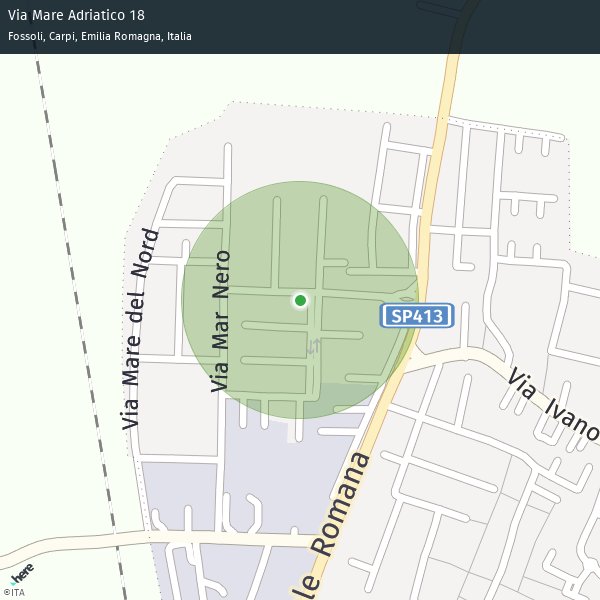 Via Mare Adriatico 18
Fossoli, Carpi, Emilia Romagna, Italia
Via Mare del Nord
Via Mar Nero
SP413
Via Ivano
le Romana
here
©ITA